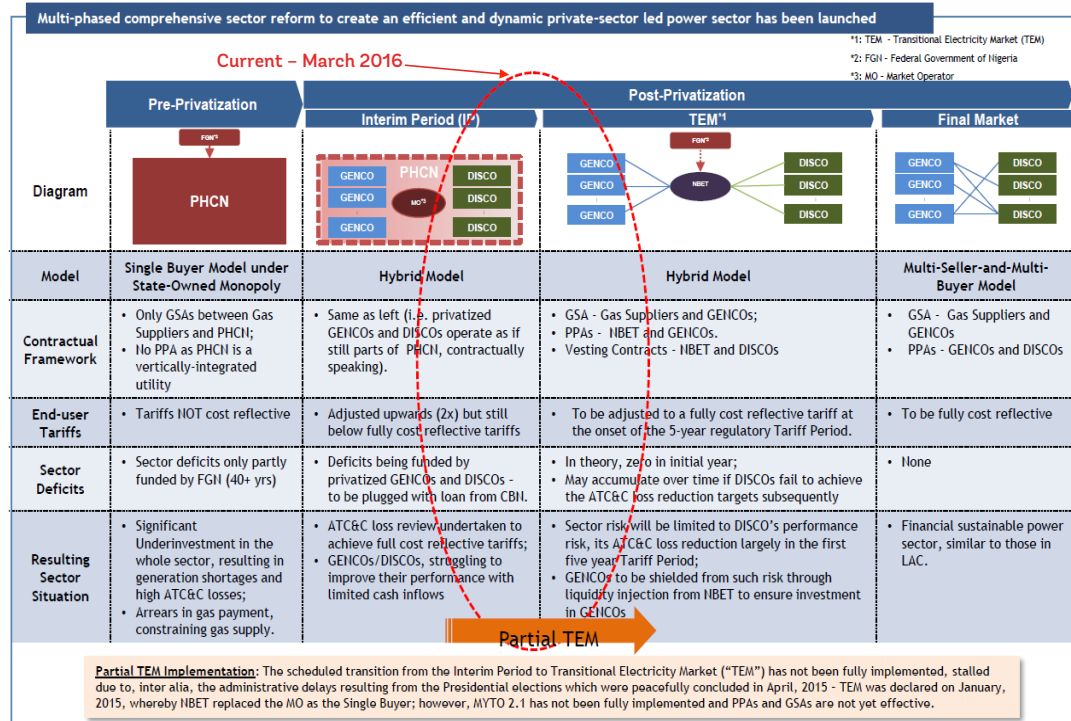 Multi-phased comprehensive sector reform to create an efficient and dynamic private-sector led power sector has been launched
*1: TEM - Transitional Electricity Market (TEM)
*2: FGN - Federal Government of Nigeria
*3: MO - Market Operator
Current – March 2016
Pre-Privatization
Post-Privatization
Interim Period (IP)
TEM*1
Final Market
Diagram
FGN*2
PHCN
PHCN
GENCO
GENCO
GENCO
MO*3
DISCO
DISCO
DISCO
FGN*2
GENCO
GENCO
GENCO
NBET
DISCO
DISCO
DISCO
GENCO
GENCO
GENCO
DISCO
DISCO
DISCO
Model
Single Buyer Model under
State-Owned Monopoly
Hybrid Model
Hybrid Model
Multi-Seller-and-Multi-
Buyer Model
Contractual
Framework
• Only GSAs between Gas
Suppliers and PHCN;
• No PPA as PHCN is a
vertically-integrated
utility
• Same as left (i.e. privatized
GENCOs and DISCOs operate as if
still parts of PHCN, contractually
speaking).
• GSA - Gas Suppliers and GENCOs;
• PPAs - NBET and GENCOs.
• Vesting Contracts - NBET and DISCOs
• GSA - Gas Suppliers and
GENCOs
• PPAs - GENCOs and DISCOs
End-user
Tariffs
• Tariffs NOT cost reflective
• Adjusted upwards (2x) but still
below fully cost reflective tariffs
• To be adjusted to a fully cost reflective tariff at
the onset of the 5-year regulatory Tariff Period.
• To be fully cost reflective
Sector
Deficits
• Sector deficits only partly
funded by FGN (40+ yrs)
• Deficits being funded by
privatized GENCOs and DISCOs -
to be plugged with loan from CBN.
• In theory, zero in initial year;
• May accumulate over time if DISCOs fail to achieve
the ATC&C loss reduction targets subsequently
• None
Resulting
Sector
Situation
• Significant
Underinvestment in the
whole sector, resulting in
generation shortages and
high ATC&C losses;
• Arrears in gas payment,
constraining gas supply.
• ATC&C loss review undertaken to
achieve full cost reflective tariffs;
• GENCOs/DISCOs, struggling to
improve their performance with
limited cash inflows
• Sector risk will be limited to DISCO's performance
risk, its ATC&C loss reduction largely in the first
five year Tariff Period;
• GENCOs to be shielded from such risk through
liquidity injection from NBET to ensure investment
in GENCOs
• Financial sustainable power
sector, similar to those in
LAC.
Partial TEM
Partial TEM Implementation: The scheduled transition from the Interim Period to Transitional Electricity Market ("TEM") has not been fully implemented, stalled
due to, inter alia, the administrative delays resulting from the Presidential elections which were peacefully concluded in April, 2015 - TEM was declared on January,
2015, whereby NBET replaced the MO as the Single Buyer; however, MYTO 2.1 has not been fully implemented and PPAs and GSAs are not yet effective.